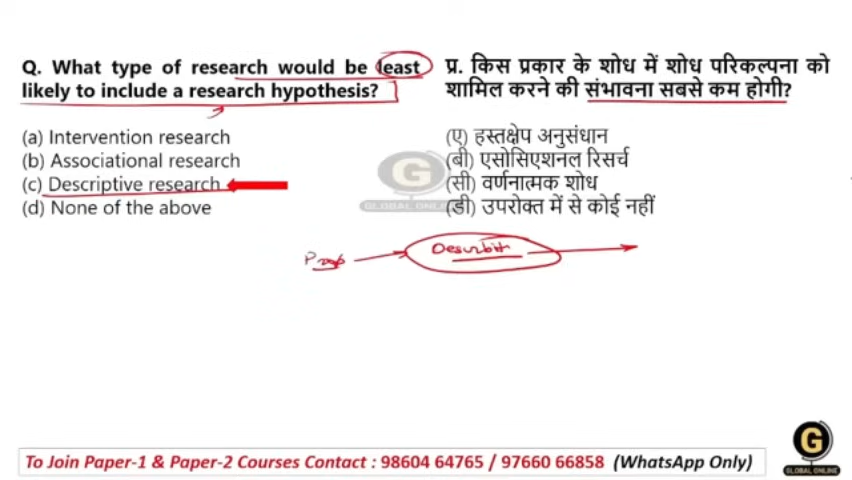 Q. What type of research would be least
likely to include a research hypothesis?
(a) Intervention research
(b) Associational research
(c) Descriptive research
(d) None of the above
प्र. किस प्रकार के शोध में शोध परिकल्पना को
शामिल करने की संभावना सबसे कम होगी?
(ए) हस्तक्षेप अनुसंधान
(बी) एसोसिएशनल रिसर्च
(सी) वर्णनात्मक शोध
(डी) उपरोक्त में से कोई नहीं
G
GLOBAL ONLINE
To Join Paper-1 & Paper-2 Courses Contact : 98604 64765 / 97660 66858 (WhatsApp Only)
G
GLOBAL ONLINE